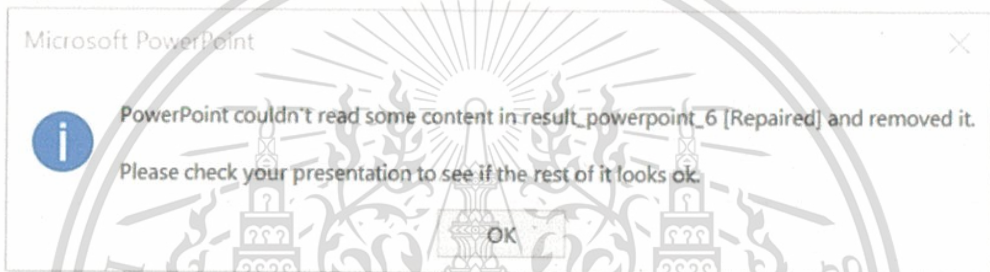 Microsoft PowerPoint
PowerPoint couldn't read some content in result_powerpoint_6 [Repaired] and removed it.
Please check your presentation to see if the rest of it looks ok.
OK